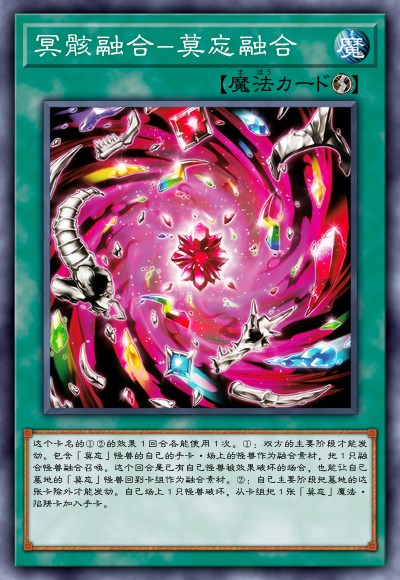 冥骸融合-莫忘融合
魔
【魔法カード】
ま ほう
这个卡名的①②的效果1回合各能使用1次。①：双方的主要阶段才能发
动。包含「莫忘」怪兽的自己的手卡・场上的怪兽作为融合素材，把1只融
合怪兽融合召唤。这个回合是已有自己怪兽被效果破坏的场合，也能让自己
墓地的「莫忘」怪兽回到卡组作为融合素材。②：自己主要阶段把墓地的这
张卡除外才能发动。自己场上1只怪兽破坏，从卡组把1张「莫忘」魔法・
陷阱卡加入手卡。